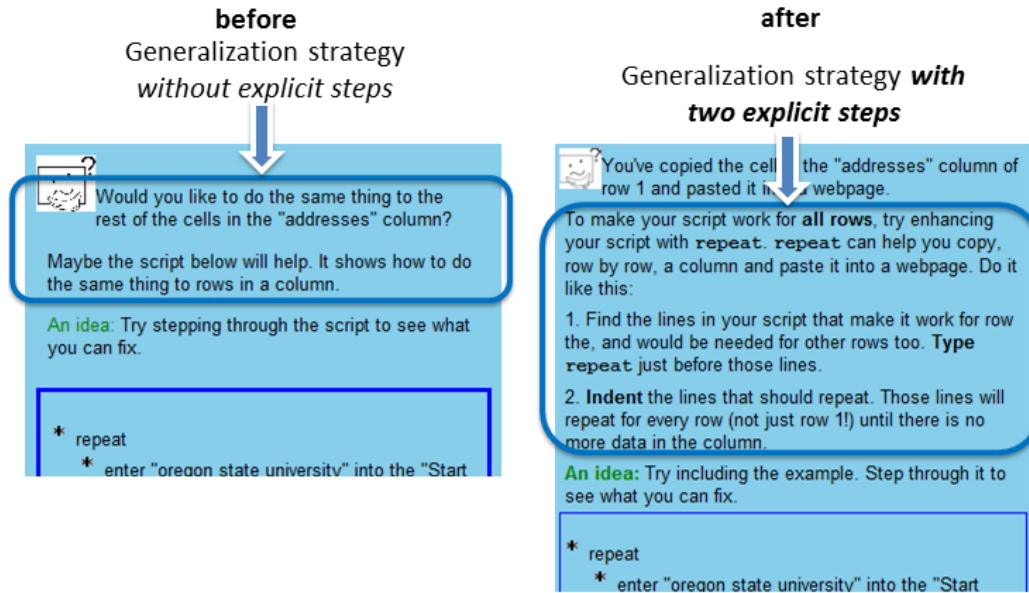 before
Generalization strategy
without explicit steps
?
Would you like to do the same thing to the
rest of the cells in the "addresses" column?
Maybe the script below will help. It shows how to do
the same thing to rows in a column.
An idea: Try stepping through the script to see what
you can fix.
* repeat
* enter "oregon state university" into the "Start
after
Generalization strategy with
two explicit steps
?
You've copied the cell the "addresses" column of
row 1 and pasted it in webpage.
To make your script work for all rows, try enhancing
your script with repeat. repeat can help you copy,
row by row, a column and paste it into a webpage. Do it
like this:
1. Find the lines in your script that make it work for row
the, and would be needed for other rows too. Type
repeat just before those lines.
2. Indent the lines that should repeat. Those lines will
repeat for every row (not just row 1!) until there is no
more data in the column.
An idea: Try including the example. Step through it to
see what you can fix.
* repeat
* enter "oregon state university" into the "Start